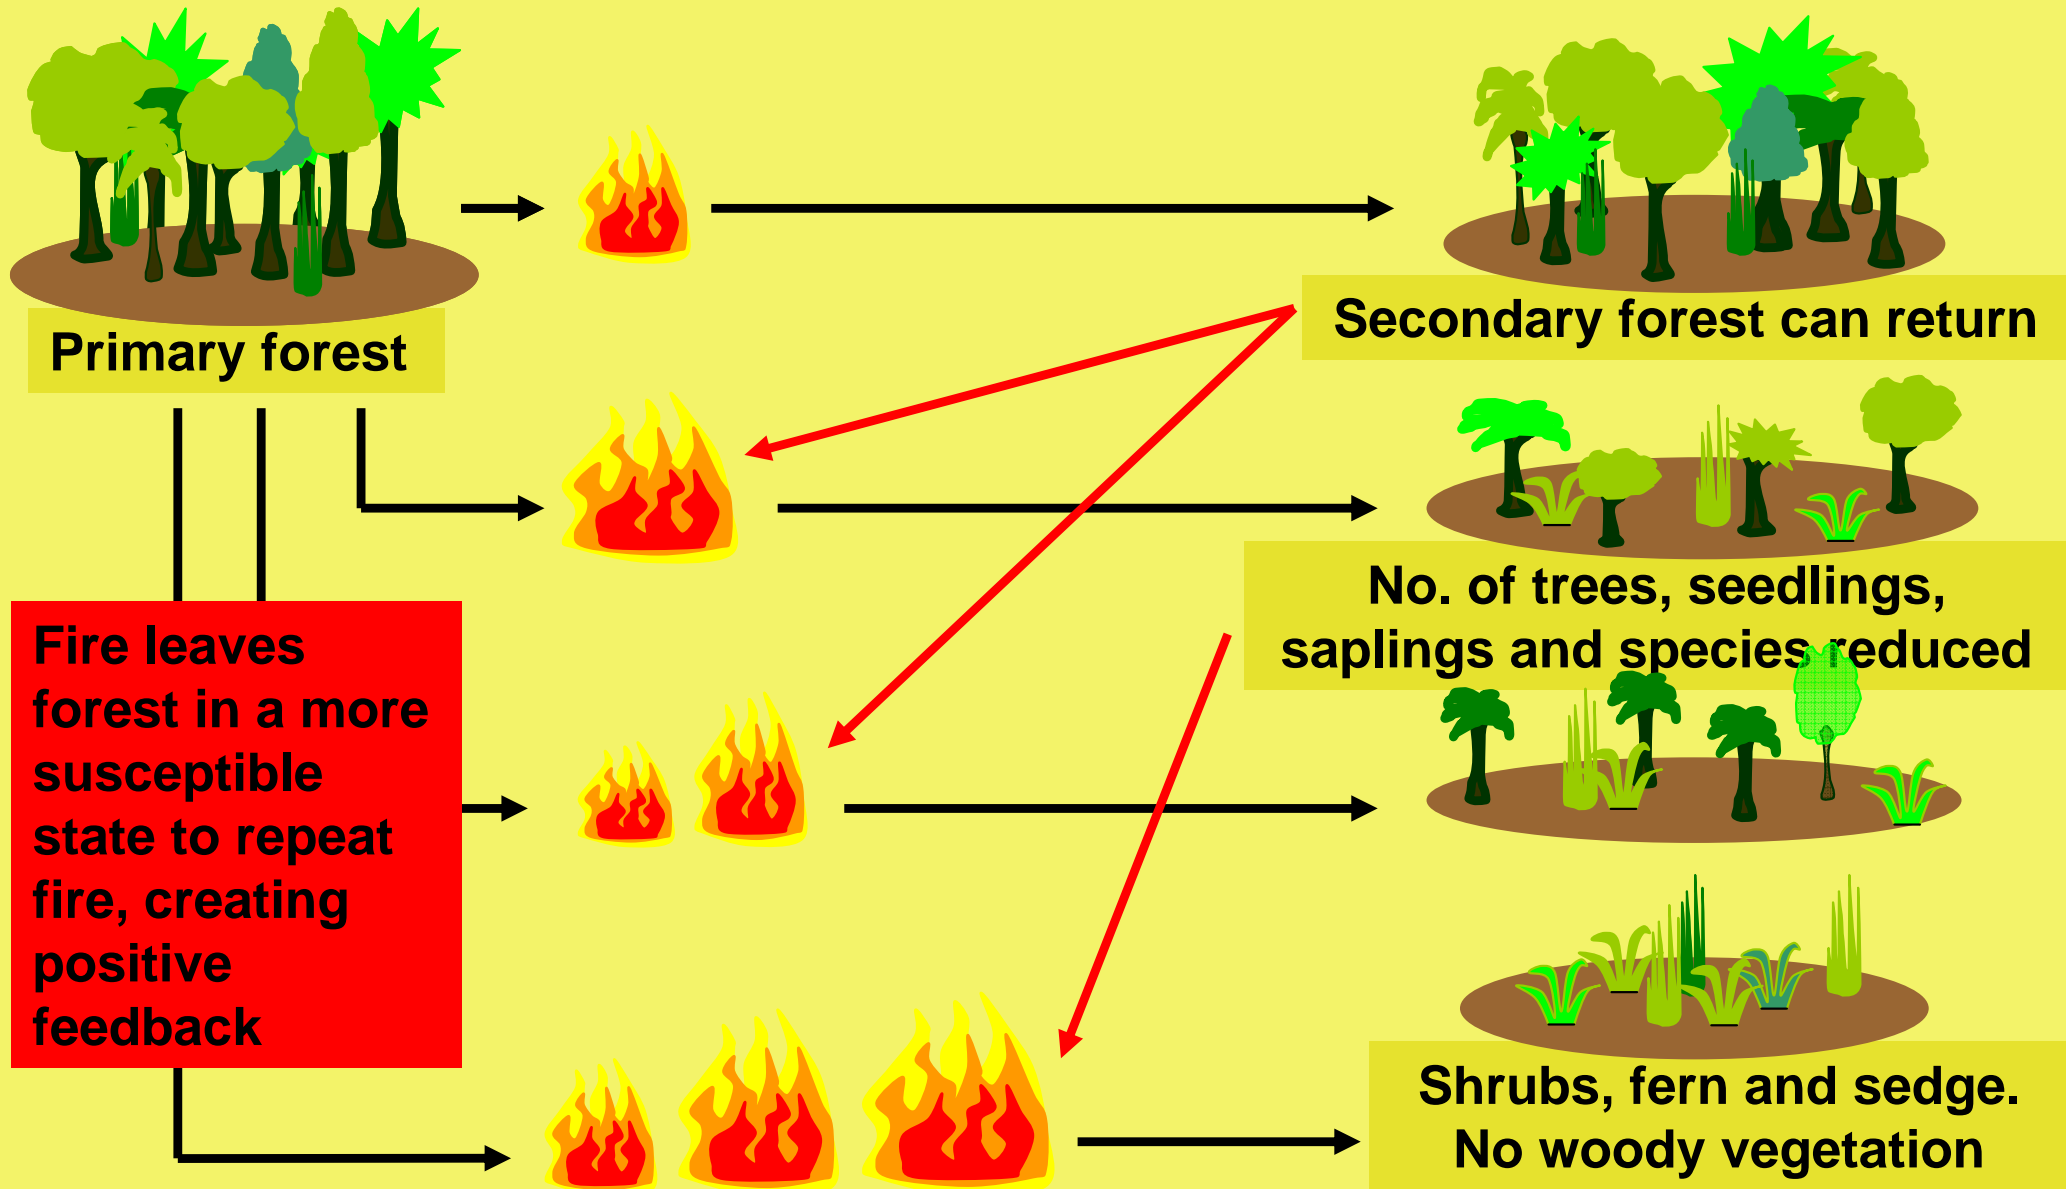 Primary forest
Secondary forest can return
No. of trees, seedlings,
saplings and species reduced
Fire leaves
forest in a more
susceptible
state to repeat
fire, creating
positive
feedback
Shrubs, fern and sedge.
No woody vegetation